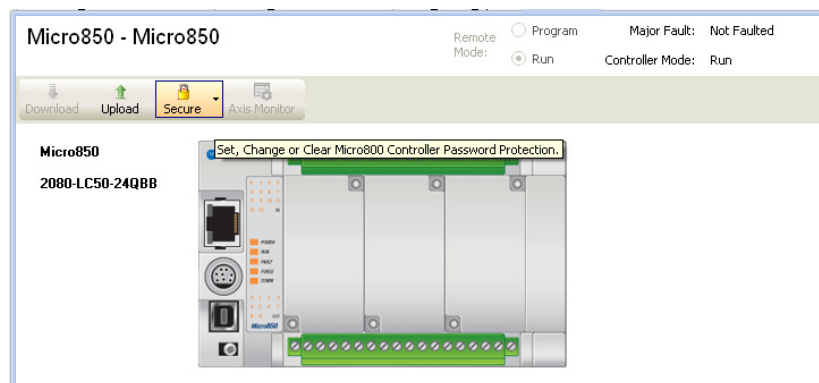 Micro850 - Micro850
Remote Mode:
Program
Run
Major Fault: Not Faulted
Controller Mode: Run
Download Upload Secure Axis Monitor
Set, Change or Clear Micro800 Controller Password Protection.
Micro850
2080-LC50-24QBB
POWER
RUN
FAULT
FORCE
COMM
Micro850